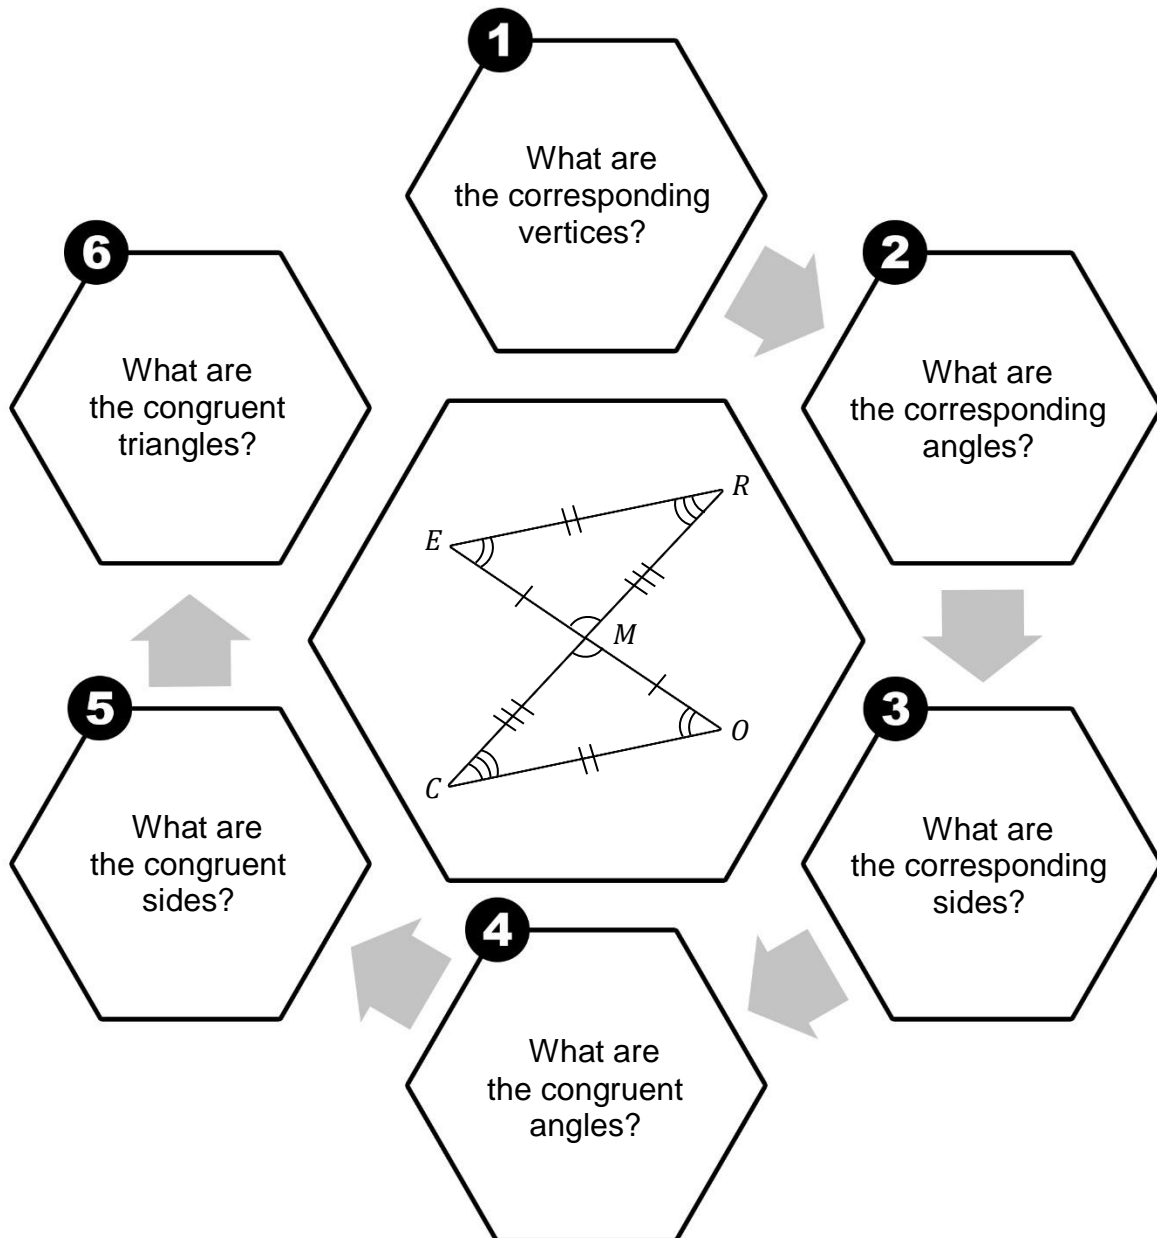 1
What are
the corresponding
vertices?
2
What are
the corresponding
angles?
3
What are
the corresponding
sides?
4
What are
the congruent
angles?
5
What are
the congruent
sides?
6
What are
the congruent
triangles?
R
E
M
O
C